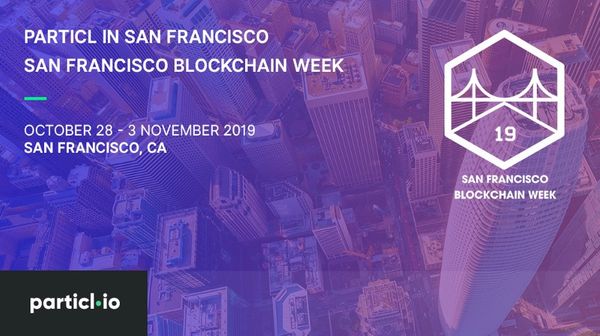 PARTICL IN SAN FRANCISCO
SAN FRANCISCO BLOCKCHAIN WEEK
OCTOBER 28 - 3 NOVEMBER 2019
SAN FRANCISCO, CA
19
SAN FRANCISCO
BLOCKCHAIN WEEK
particl.io